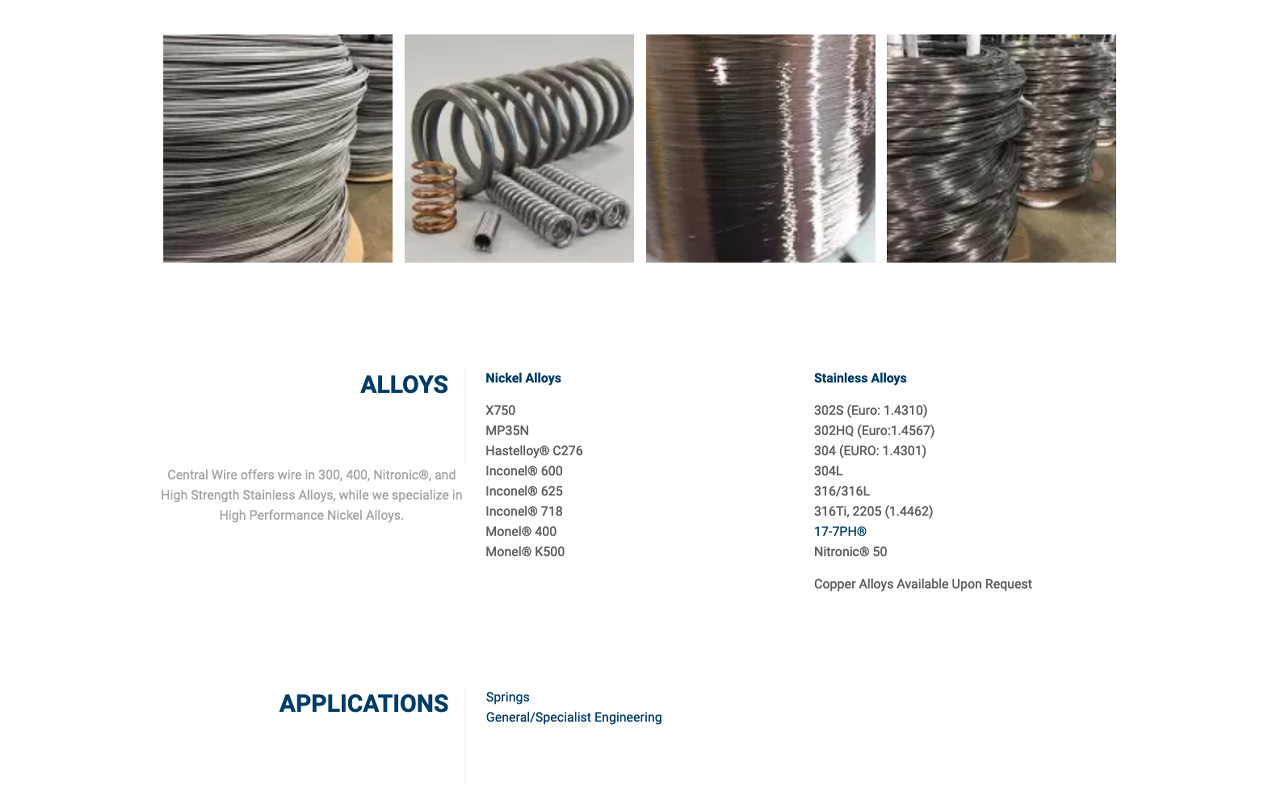 ALLOYS
Central Wire offers wire in 300, 400, Nitronic®, and
High Strength Stainless Alloys, while we specialize in
High Performance Nickel Alloys.
Nickel Alloys
X750
MP35N
Hastelloy® C276
Inconel® 600
Inconel® 625
Inconel® 718
Monel® 400
Monel® K500
Stainless Alloys
302S (Euro: 1.4310)
302HQ (Euro:1.4567)
304 (EURO: 1.4301)
304L
316/316L
316Ti, 2205 (1.4462)
17-7PH®
Nitronic® 50
Copper Alloys Available Upon Request
APPLICATIONS
Springs
General/Specialist Engineering